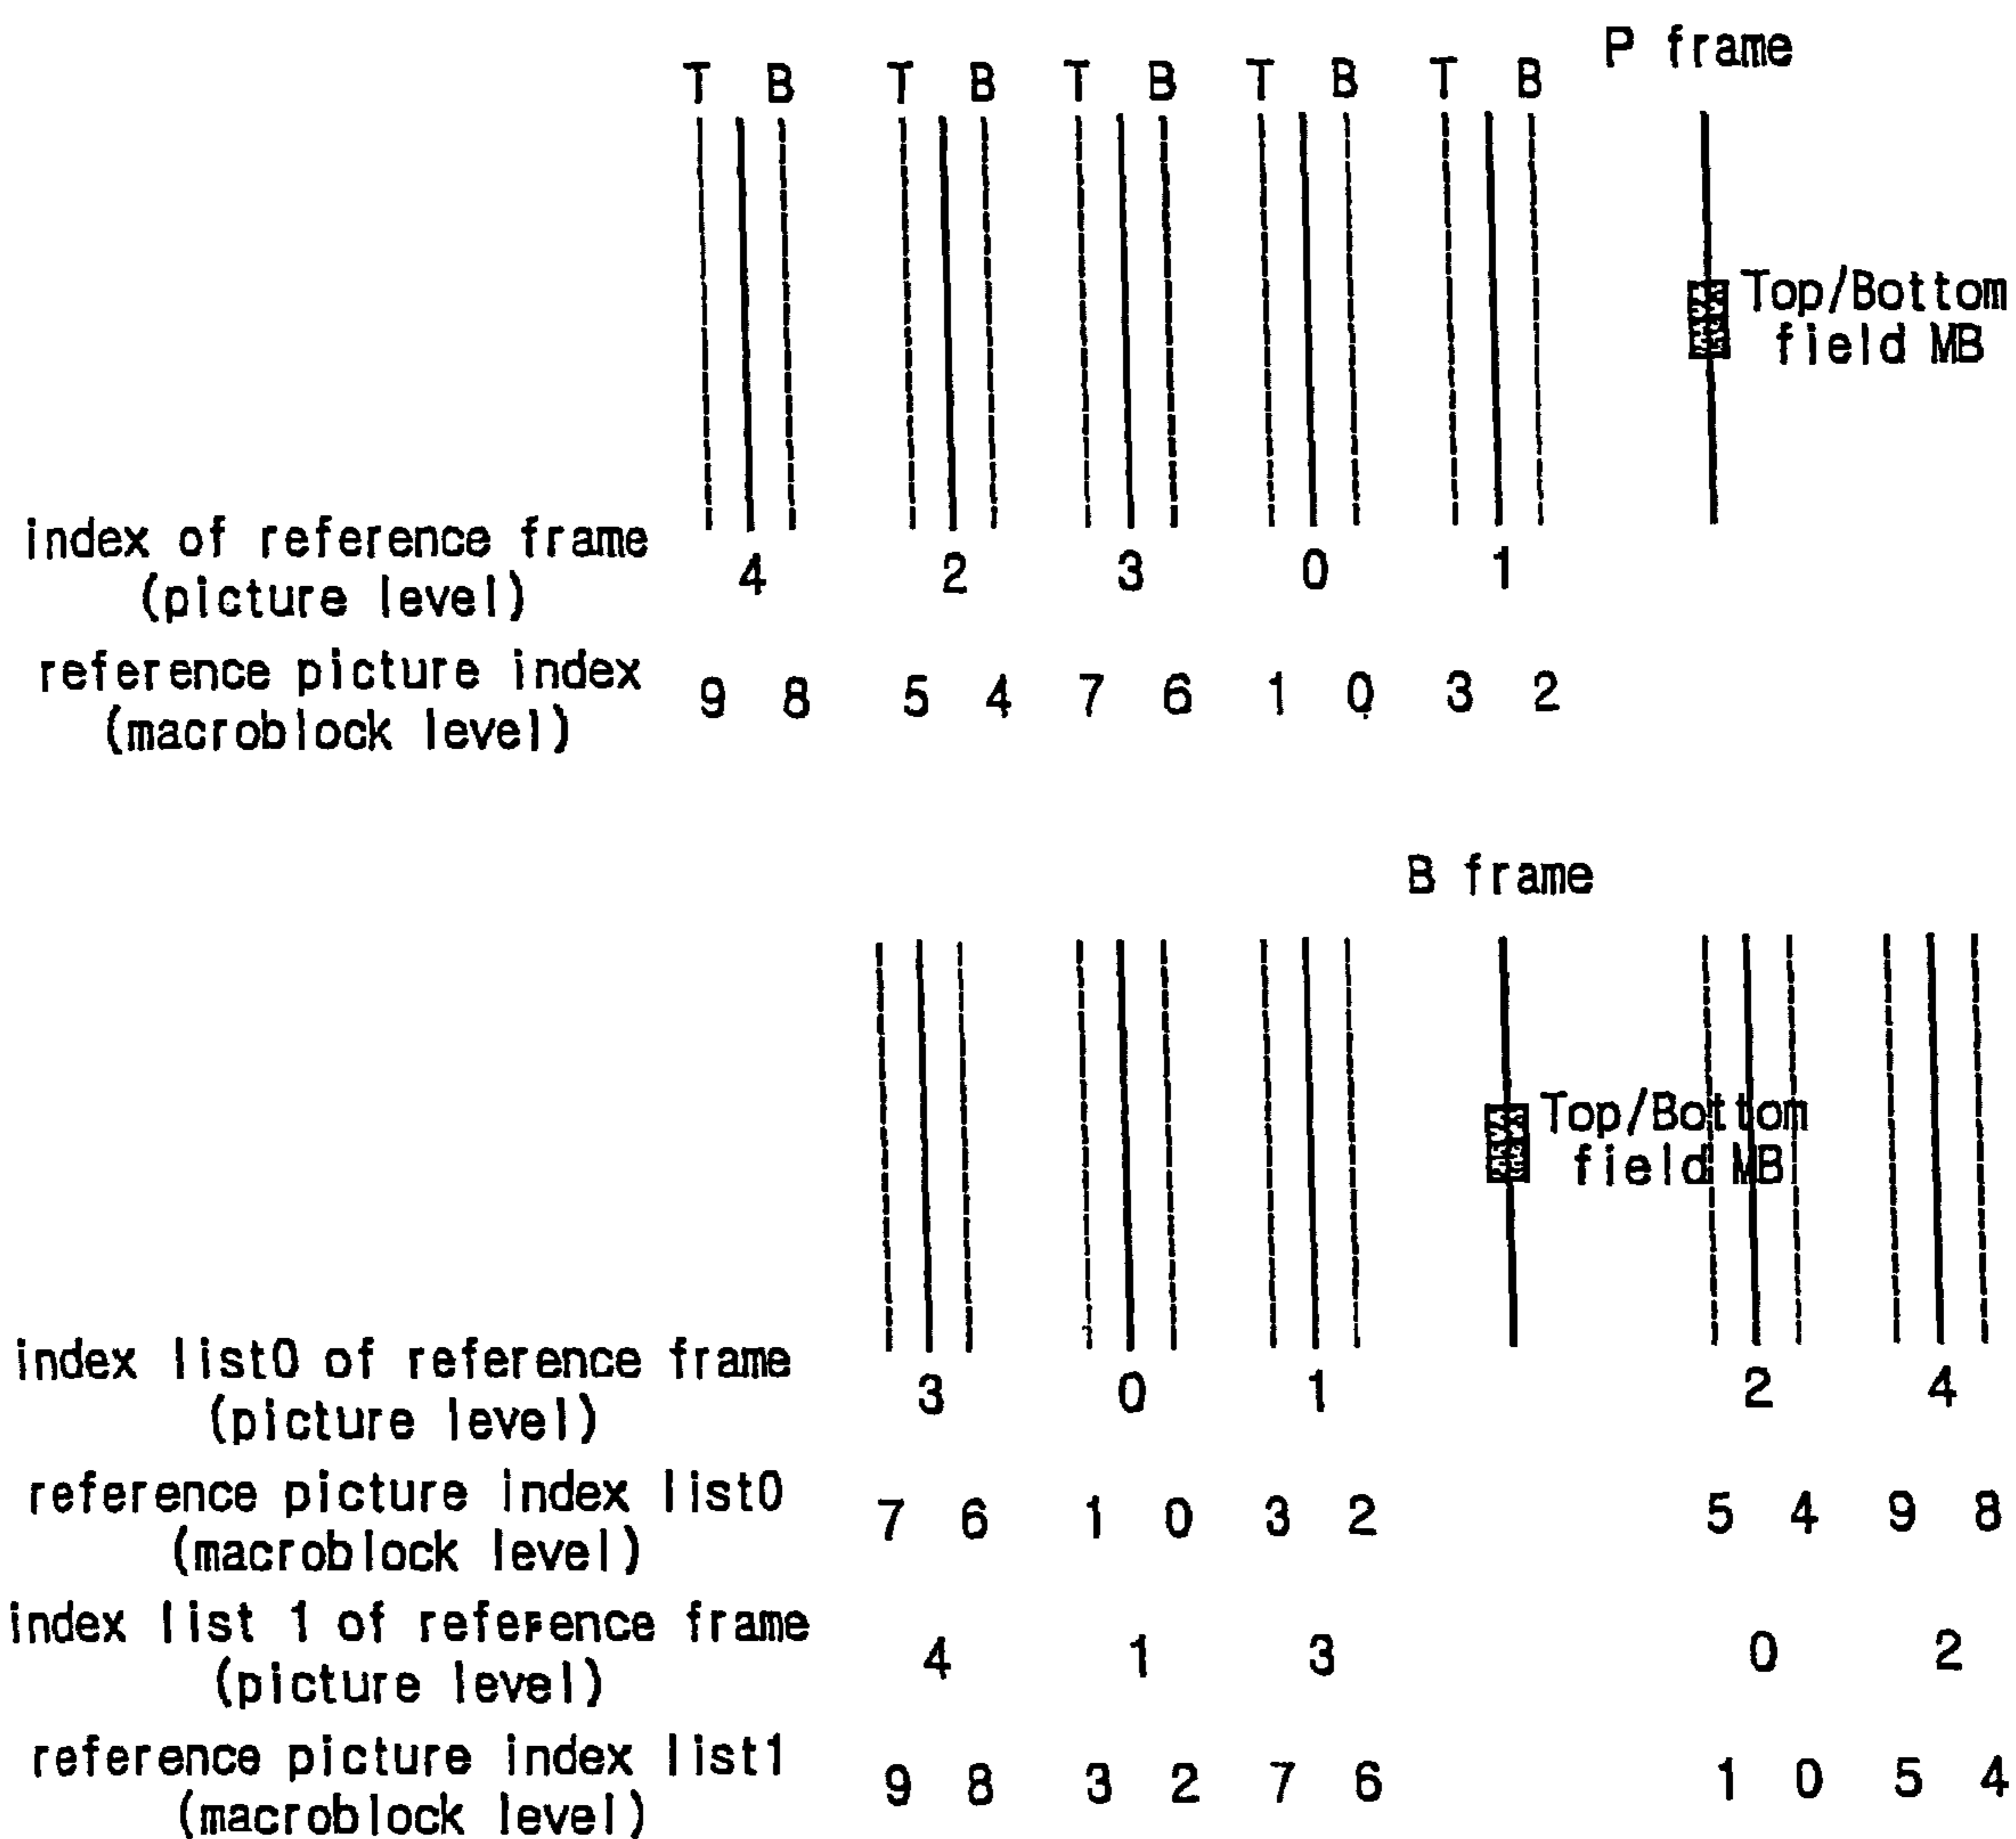 P frame
T B T B T B T B T B
Top/Bottom
field MB
index of reference frame
(picture level)
4 2 3 0 1
reference picture index
(macroblock level)
9 8 5 4 7 6 1 0 3 2
B frame
Top/Bottom
field MB
index list0 of reference frame
(picture level)
3 0 1 2 4
reference picture index list0
(macroblock level)
7 6 1 0 3 2 5 4 9 8
index list 1 of reference frame
(picture level)
4 1 3 0 2
reference picture index list1
(macroblock level)
9 8 3 2 7 6 1 0 5 4